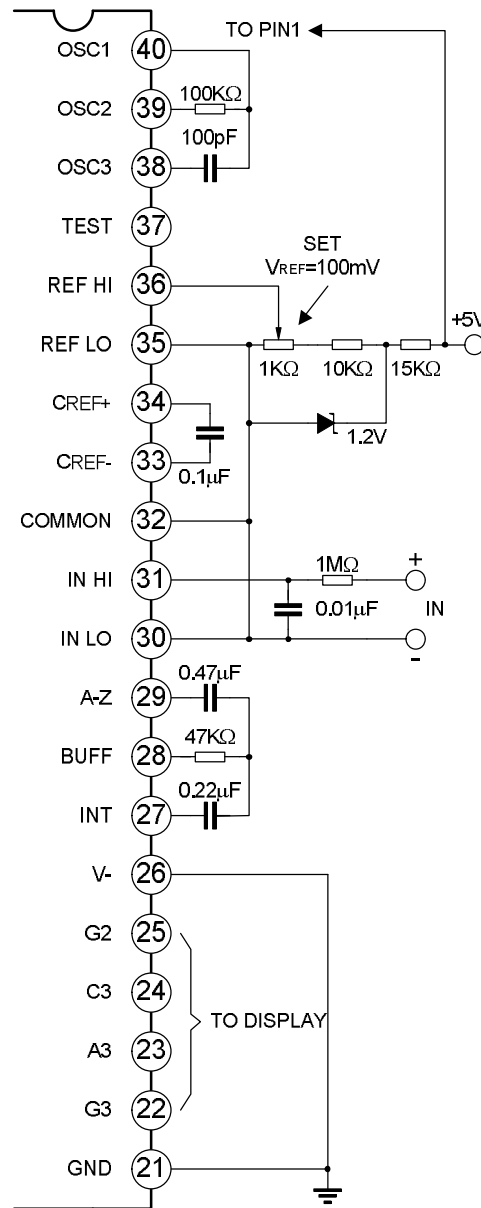 TO PIN1
OSC1 40
100KΩ
OSC2 39
100pF
OSC3 38
TEST 37
SET
VREF=100mV
REF HI 36
+5V
REF LO 35
1KΩ 10KΩ 15KΩ
CREF+ 34
1.2V
CREF- 33
0.1µF
COMMON 32
1MΩ +
IN HI 31
0.01µF IN
IN LO 30
-
0.47µF
A-Z 29
47KΩ
BUFF 28
0.22µF
INT 27
V- 26
G2 25
C3 24
TO DISPLAY
A3 23
G3 22
GND 21